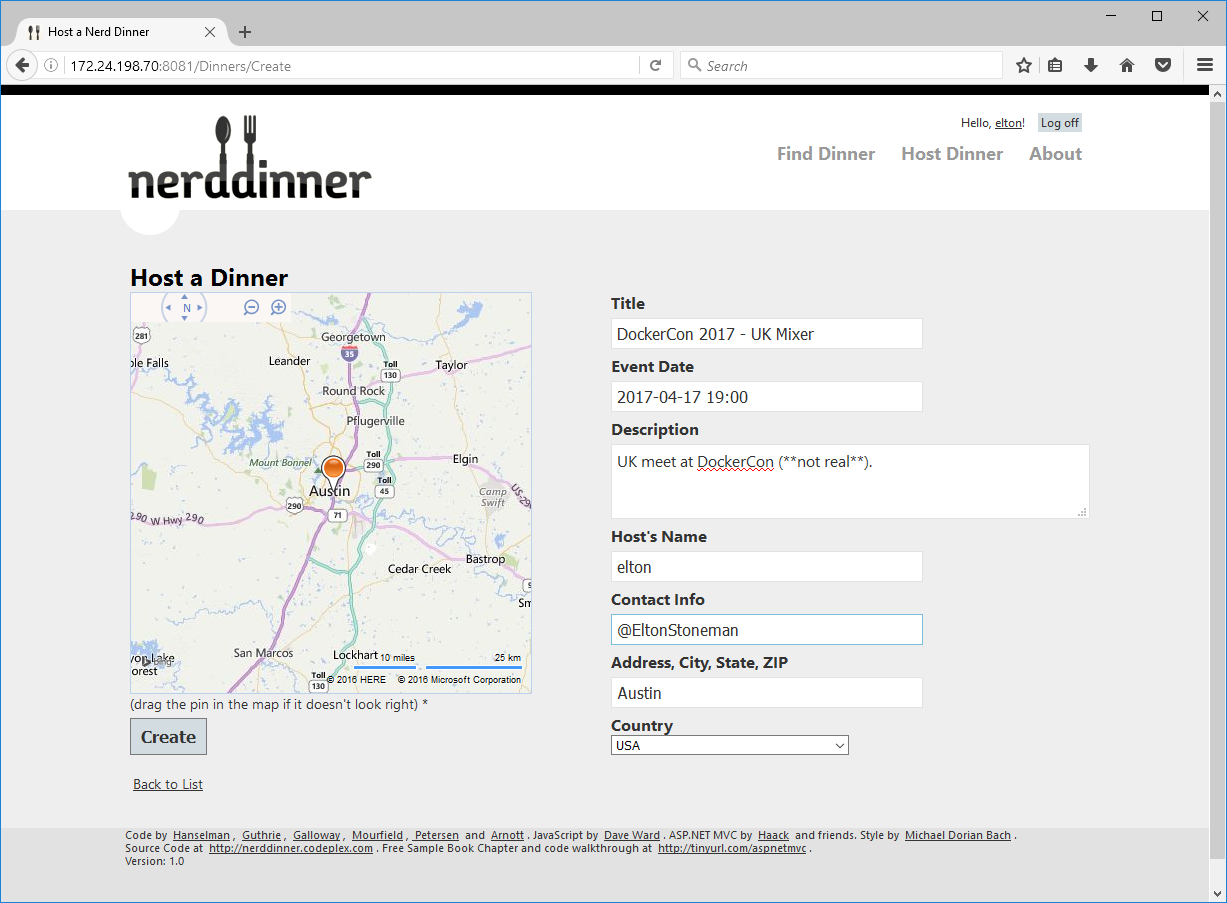 Host a Nerd Dinner
172.24.198.70:8081/Dinners/Create
Search
nerddinner
Hello, elton! Log off
Find Dinner Host Dinner About
Host a Dinner
N
281
Georgetown
35
ple Falls
Leander
Toll
130
Taylor
Round Rock
Pflugerville
Mount Bonnel
Toll
290
Elgin
Austin
Toll
45
Camp
Swift
US-290
290
71
290 W Hwy 290
Bastrop
Cedar Creek
Sm
San Marcos
Lockhart
10 miles
25 km
bing
Toll
130
© 2016 HERE © 2016 Microsoft Corporation
(drag the pin in the map if it doesn't look right) *
Create
Back to List
Title
DockerCon 2017 - UK Mixer
Event Date
2017-04-17 19:00
Description
UK meet at DockerCon (**not real**).
Host's Name
elton
Contact Info
@EltonStoneman
Address, City, State, ZIP
Austin
Country
USA
Code by Hanselman , Guthrie , Galloway , Mourfield , Petersen and Arnott . JavaScript by Dave Ward . ASP.NET MVC by Haack and friends. Style by Michael Dorian Bach .
Source Code at http://nerddinner.codeplex.com . Free Sample Book Chapter and code walkthrough at http://tinyurl.com/aspnetmvc .
Version: 1.0